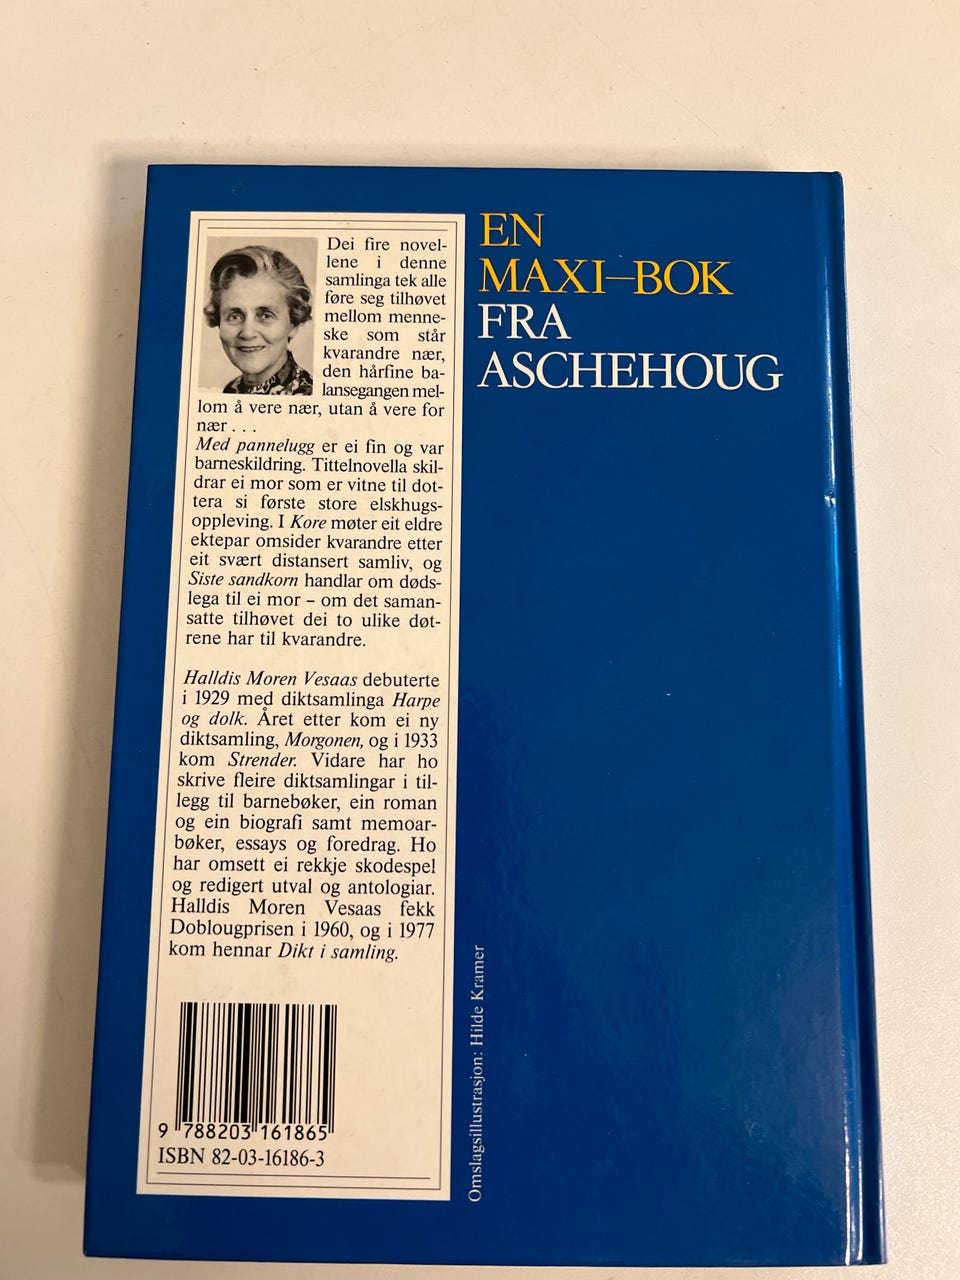 EN
MAXI–BOK
FRA
ASCHEHOUG
Dei fire novel-
lene i denne
samlinga tek alle
føre seg tilhøvet
mellom menne-
ske som står
kvarandre nær,
den hårfine ba-
lansegangen mel-
lom å vere nær, utan å vere for
nær . . .
Med pannelugg er ei fin og var
barneskildring. Tittelnovella skil-
drar ei mor som er vitne til dot-
tera si første store elskhugs-
oppleving. I Kore møter eit eldre
ektepar omsider kvarandre etter
eit svært distansert samliv, og
Siste sandkorn handlar om døds-
lega til ei mor – om det saman-
satte tilhøvet dei to ulike døt-
rene har til kvarandre.
Halldis Moren Vesaas debuterte
i 1929 med diktsamlinga Harpe
og dolk. Året etter kom ei ny
diktsamling, Morgonen, og i 1933
kom Strender. Vidare har ho
skrive fleire diktsamlingar i til-
legg til barnebøker, ein roman
og ein biografi samt memoar-
bøker, essays og foredrag. Ho
har omsett ei rekkje skodespel
og redigert utval og antologiar.
Halldis Moren Vesaas fekk
Doblougprisen i 1960, og i 1977
kom hennar Dikt i samling.
9 788203 161865
ISBN 82-03-16186-3
Omslagsillustrasjon: Hilde Kramer